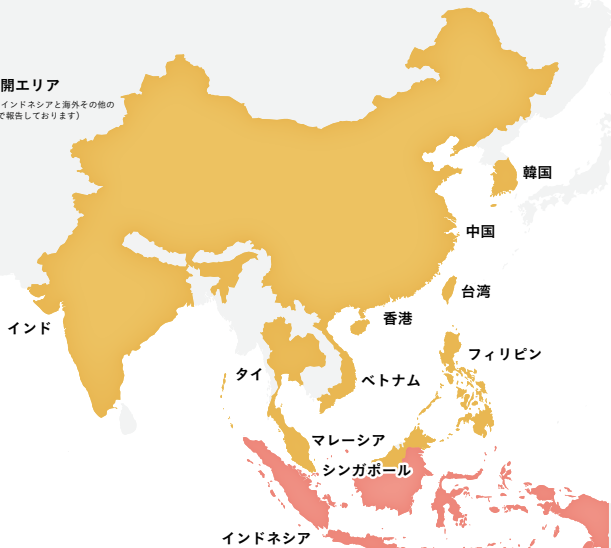 開エリア
インドネシアと海外その他の
で報告しております）
韓国
中国
台湾
香港
インド
フィリピン
タイ
ベトナム
マレーシア
シンガポール
インドネシア